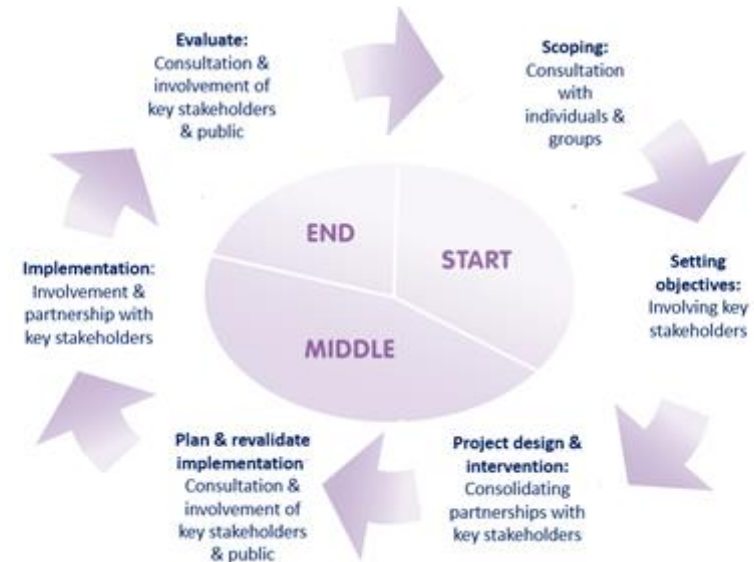 Evaluate:
Consultation &
involvement of
key stakeholders
& public
Scoping:
Consultation
with
individuals &
groups
END
START
MIDDLE
Setting
objectives:
Involving key
stakeholders
Project design &
intervention:
Consolidating
partnerships with
key stakeholders
Plan & revalidate
implementation
Consultation &
involvement of
key stakeholders
& public
Implementation:
Involvement &
partnership with
key stakeholders